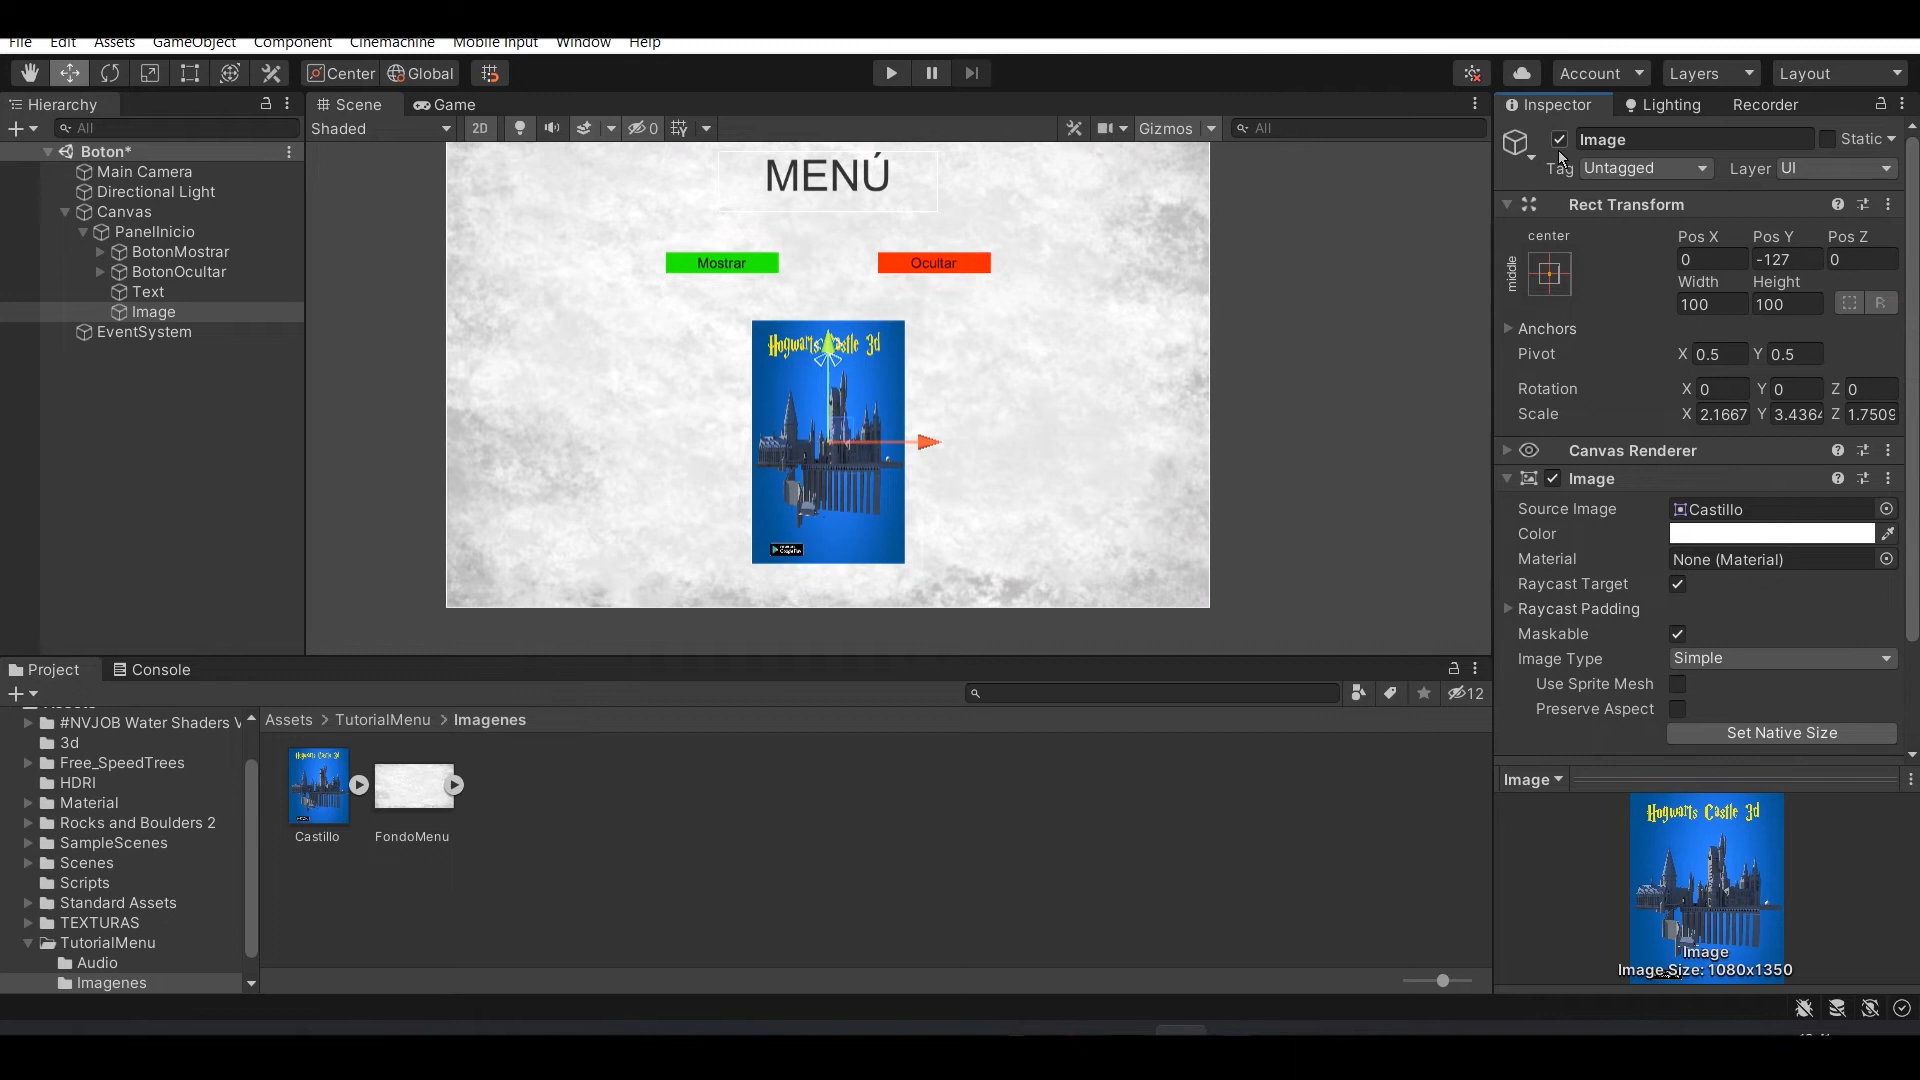 File Edit Assets GameObject Component Cinemachine Mobile Input Window Help
Center Global Account Layers Layout
Hierarchy
All
Boton*
Main Camera
Directional Light
Canvas
PanelInicio
BotonMostrar
BotonOcultar
Text
Image
EventSystem
Scene Game
Shaded 2D 0 Gizmos All
MENÚ
Mostrar Ocultar
Hogwarts Castle 3d
Google Play
Inspector Lighting Recorder
Image Static
Tag Untagged Layer UI
Rect Transform
center Pos X Pos Y Pos Z
middle 0 -127 0
Width Height
100 100 R
Anchors
Pivot X 0.5 Y 0.5
Rotation X 0 Y 0 Z 0
Scale X 2.1667 Y 3.4364 Z 1.7509
Canvas Renderer
Image
Source Image Castillo
Color
Material None (Material)
Raycast Target
Raycast Padding
Maskable
Image Type Simple
Use Sprite Mesh
Preserve Aspect
Set Native Size
Image
Hogwarts Castle 3d
Image
Image Size: 1080x1350
Project Console
12
#NVJOB Water Shaders V
3d
Free_SpeedTrees
HDRI
Material
Rocks and Boulders 2
SampleScenes
Scenes
Scripts
Standard Assets
TEXTURAS
TutorialMenu
Audio
Imagenes
Assets > TutorialMenu > Imagenes
Hogwarts Castle 3d
Castillo FondoMenu